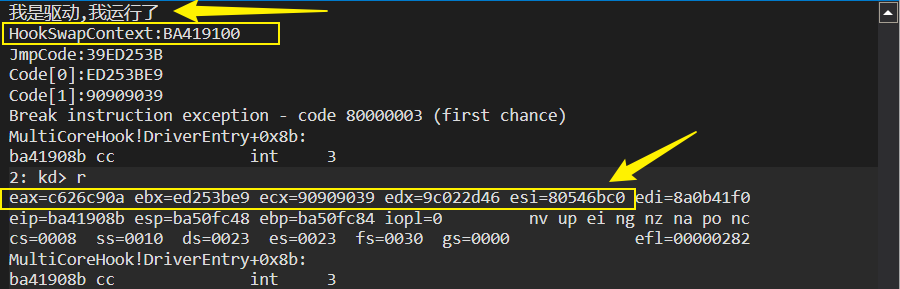 我是驱动,我运行了
HookSwapContext:BA419100
JmpCode:39ED253B
Code[0]:ED253BE9
Code[1]:90909039
Break instruction exception - code 80000003 (first chance)
MultiCoreHook!DriverEntry+0x8b:
ba41908b cc int 3
2: kd> r
eax=c626c90a ebx=ed253be9 ecx=90909039 edx=9c022d46 esi=80546bc0 edi=8a0b41f0
eip=ba41908b esp=ba50fc48 ebp=ba50fc84 iopl=0 nv up ei ng nz na po nc
cs=0008 ss=0010 ds=0023 es=0023 fs=0030 gs=0000 efl=00000282
MultiCoreHook!DriverEntry+0x8b:
ba41908b cc int 3